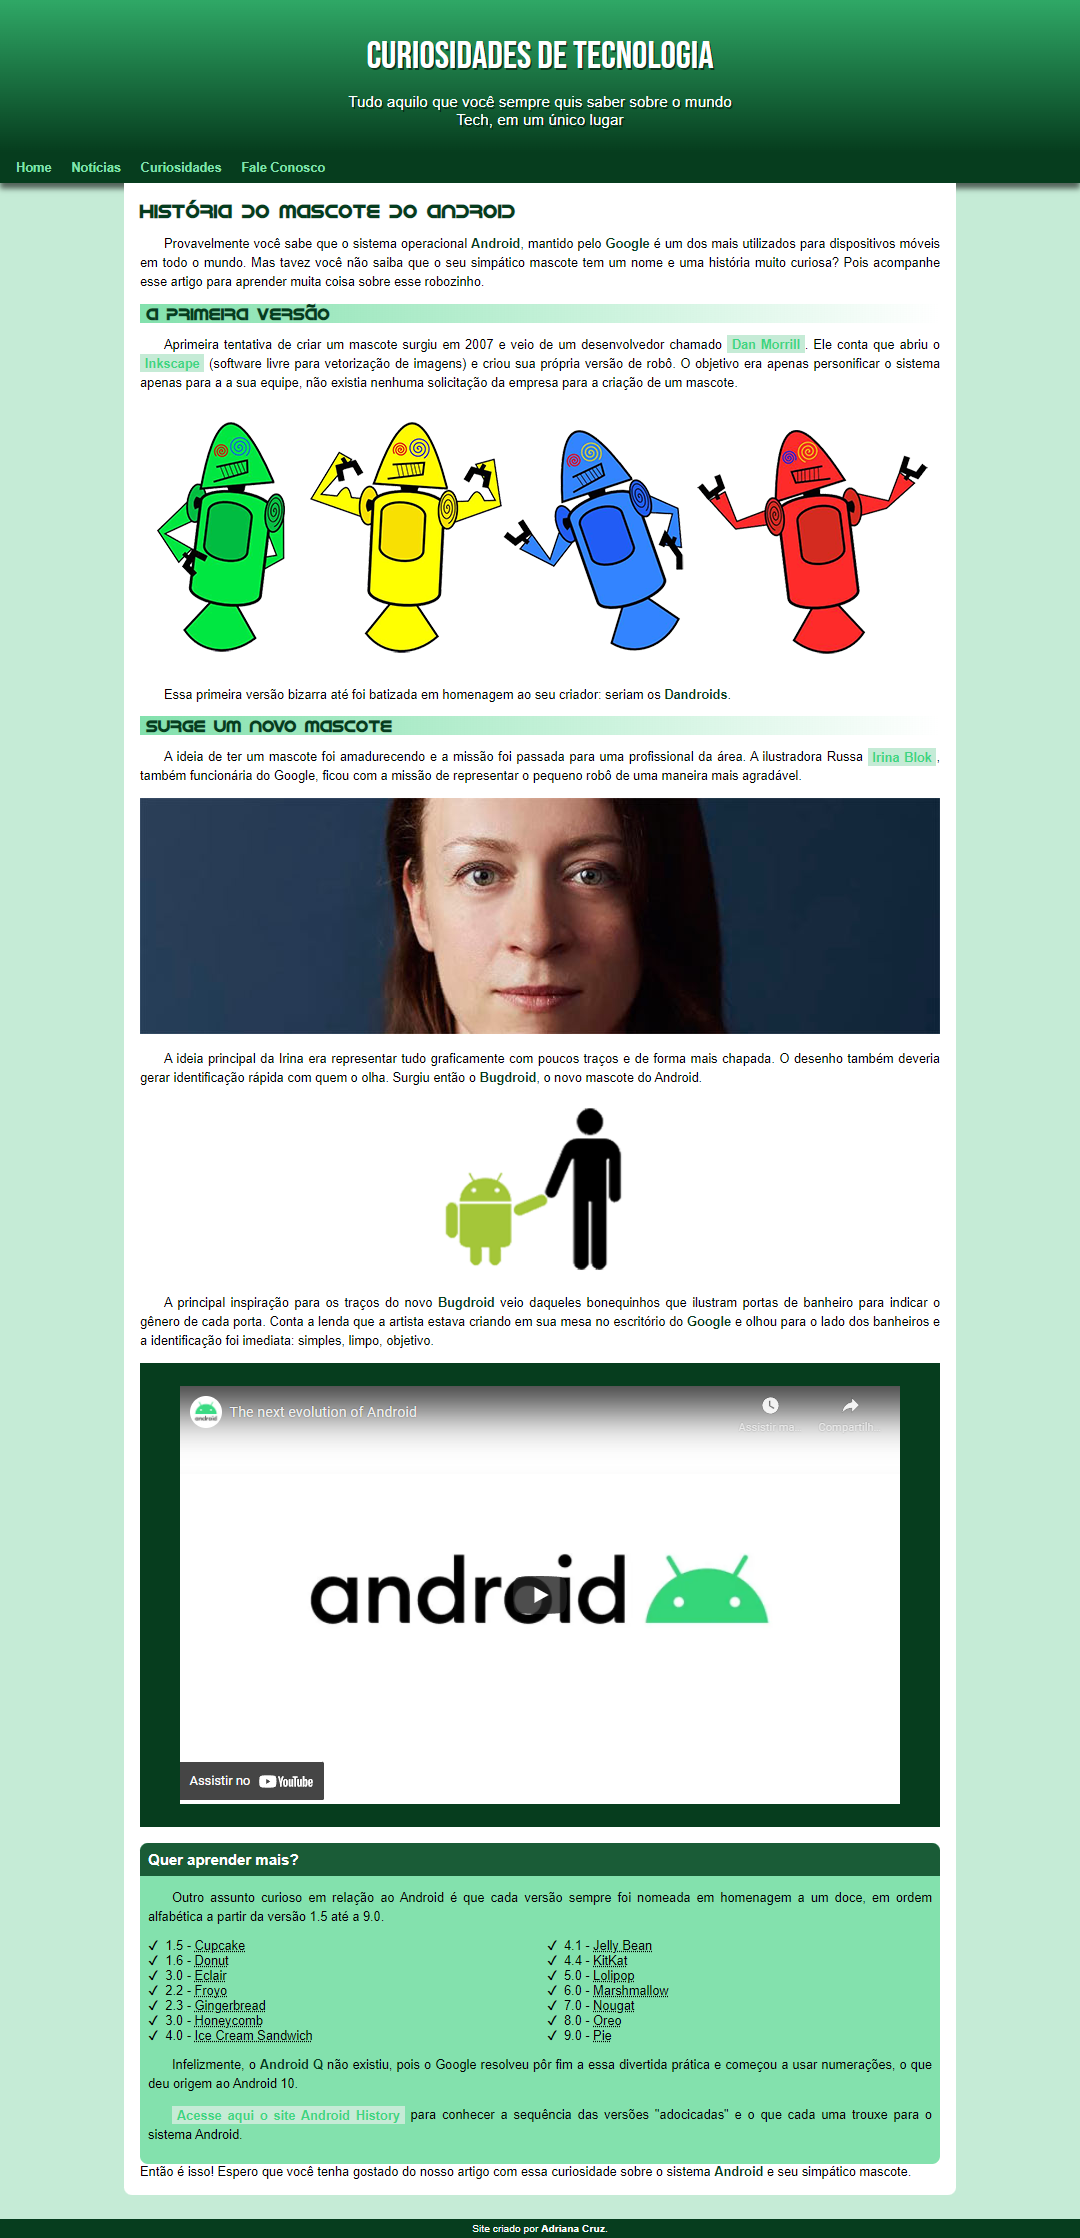 CURIOSIDADES DE TECNOLOGIA
Tudo aquilo que você sempre quis saber sobre o mundo
Tech, em um único lugar
Home Notícias Curiosidades Fale Conosco
História do Mascote do Android
Provavelmente você sabe que o sistema operacional Android, mantido pelo Google é um dos mais utilizados para dispositivos móveis
em todo o mundo. Mas tavez você não saiba que o seu simpático mascote tem um nome e uma história muito curiosa? Pois acompanhe
esse artigo para aprender muita coisa sobre esse robozinho.
A primeira versão
Aprimeira tentativa de criar um mascote surgiu em 2007 e veio de um desenvolvedor chamado Dan Morrill. Ele conta que abriu o
Inkscape (software livre para vetorização de imagens) e criou sua própria versão de robô. O objetivo era apenas personificar o sistema
apenas para a a sua equipe, não existia nenhuma solicitação da empresa para a criação de um mascote.
Essa primeira versão bizarra até foi batizada em homenagem ao seu criador: seriam os Dandroids.
Surge um novo mascote
A ideia de ter um mascote foi amadurecendo e a missão foi passada para uma profissional da área. A ilustradora Russa Irina Blok,
também funcionária do Google, ficou com a missão de representar o pequeno robô de uma maneira mais agradável.
A ideia principal da Irina era representar tudo graficamente com poucos traços e de forma mais chapada. O desenho também deveria
gerar identificação rápida com quem o olha. Surgiu então o Bugdroid, o novo mascote do Android.
A principal inspiração para os traços do novo Bugdroid veio daqueles bonequinhos que ilustram portas de banheiro para indicar o
gênero de cada porta. Conta a lenda que a artista estava criando em sua mesa no escritório do Google e olhou para o lado dos banheiros e
a identificação foi imediata: simples, limpo, objetivo.
android
The next evolution of Android
Assistir ma...
Compartilh...
android
Assistir no YouTube
Quer aprender mais?
Outro assunto curioso em relação ao Android é que cada versão sempre foi nomeada em homenagem a um doce, em ordem
alfabética a partir da versão 1.5 até a 9.0.
✓ 1.5 - Cupcake
✓ 1.6 - Donut
✓ 3.0 - Eclair
✓ 2.2 - Froyo
✓ 2.3 - Gingerbread
✓ 3.0 - Honeycomb
✓ 4.0 - Ice Cream Sandwich
✓ 4.1 - Jelly Bean
✓ 4.4 - KitKat
✓ 5.0 - Lolipop
✓ 6.0 - Marshmallow
✓ 7.0 - Nougat
✓ 8.0 - Oreo
✓ 9.0 - Pie
Infelizmente, o Android Q não existiu, pois o Google resolveu pôr fim a essa divertida prática e começou a usar numerações, o que
deu origem ao Android 10.
Acesse aqui o site Android History para conhecer a sequência das versões "adocicadas" e o que cada uma trouxe para o
sistema Android.
Então é isso! Espero que você tenha gostado do nosso artigo com essa curiosidade sobre o sistema Android e seu simpático mascote.
Site criado por Adriana Cruz.